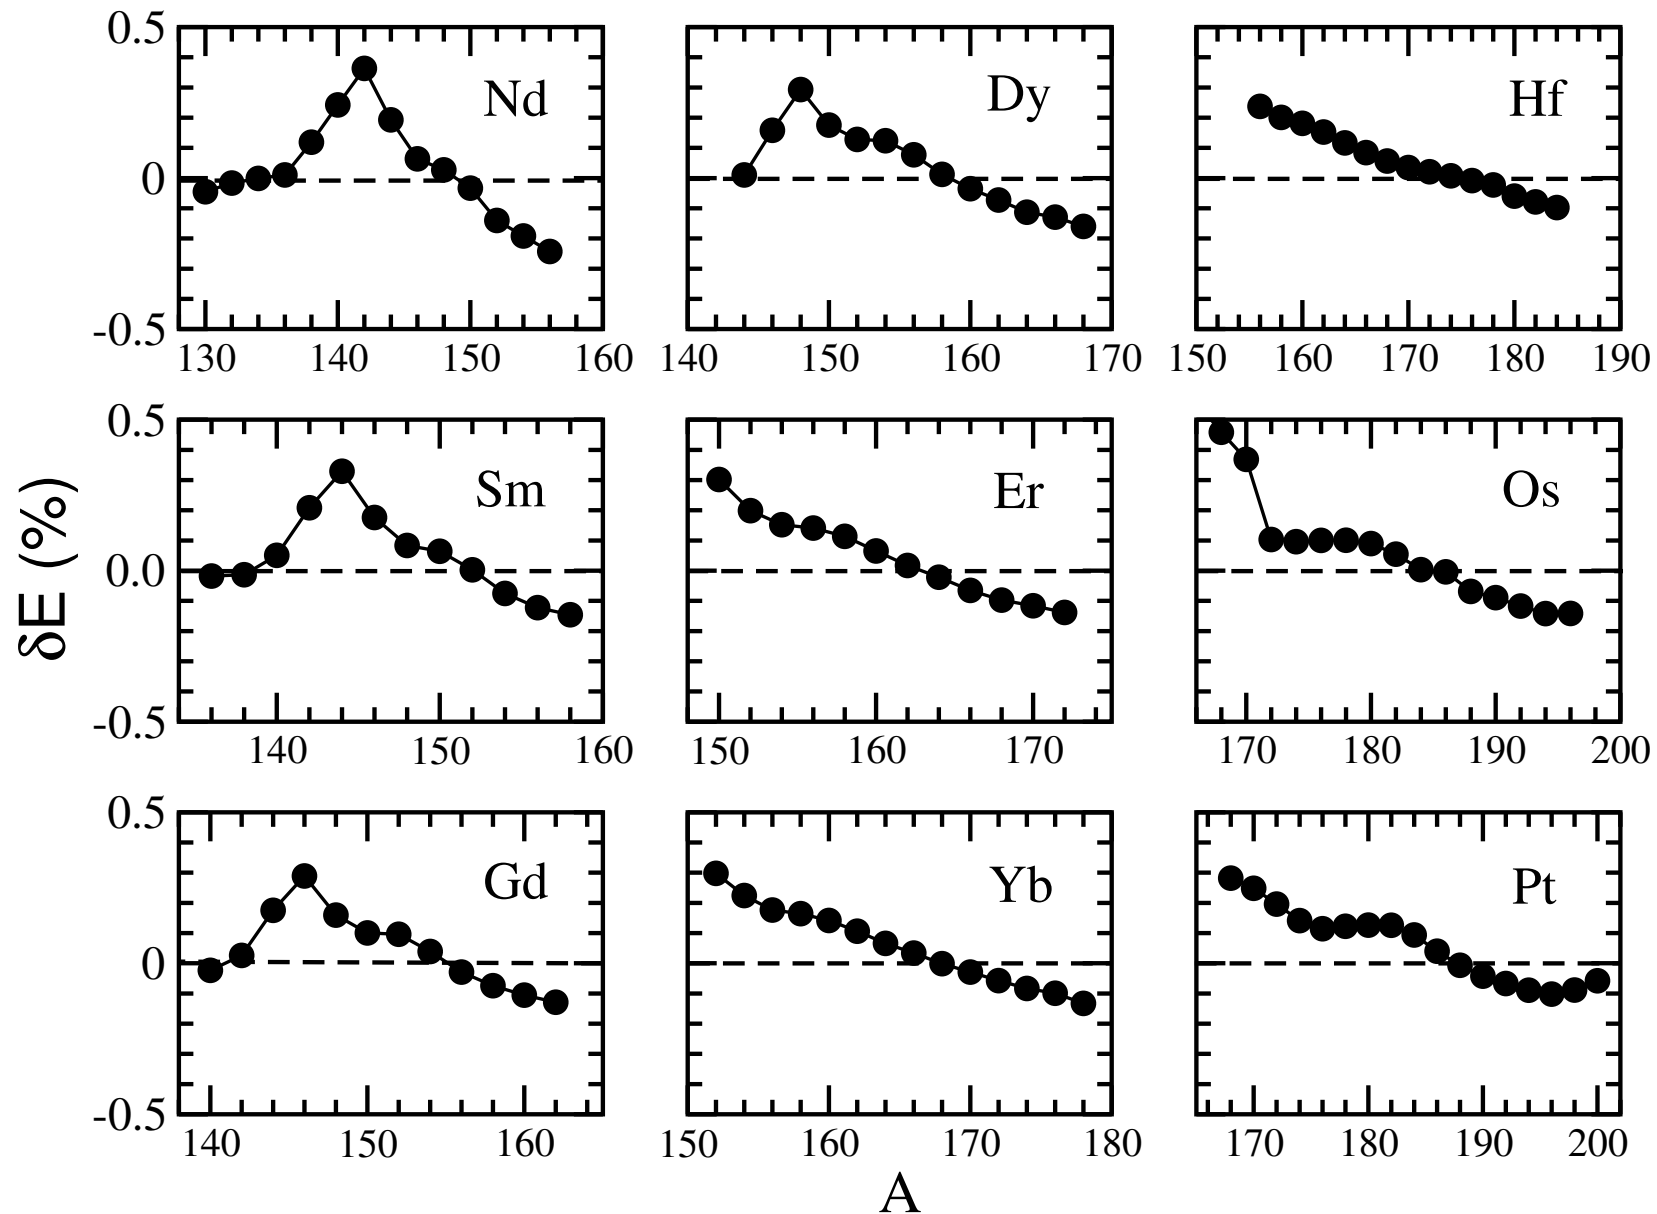 0.5
0
-0.5
Nd
130 140 150 160
Dy
140 150 160 170
Hf
150 160 170 180 190
δE (%)
0.5
0.0
-0.5
Sm
140 150 160
Er
150 160 170
Os
170 180 190 200
0.5
0
-0.5
Gd
140 150 160
Yb
150 160 170 180
Pt
170 180 190 200
A